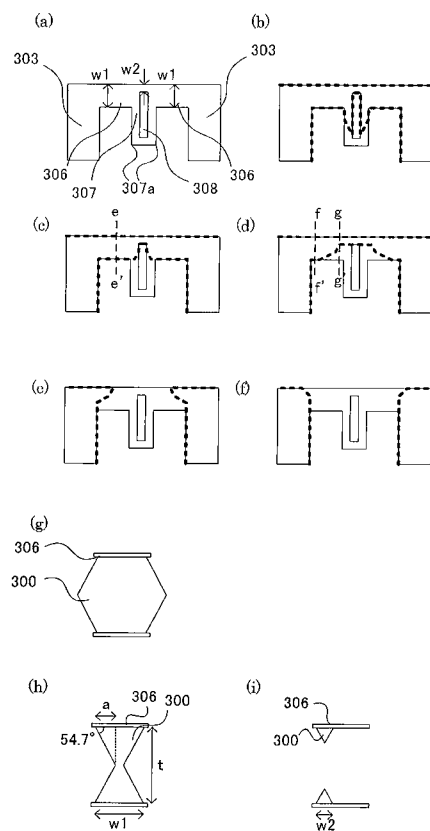 (a)
303
w1
w2
w1
303
306
307
307a
308
306
(b)
(c)
e
e'
(d)
f
g
f'
g'
(e)
(f)
(g)
306
300
(h)
a
306
300
54.7°
t
w1
(i)
306
300
w2